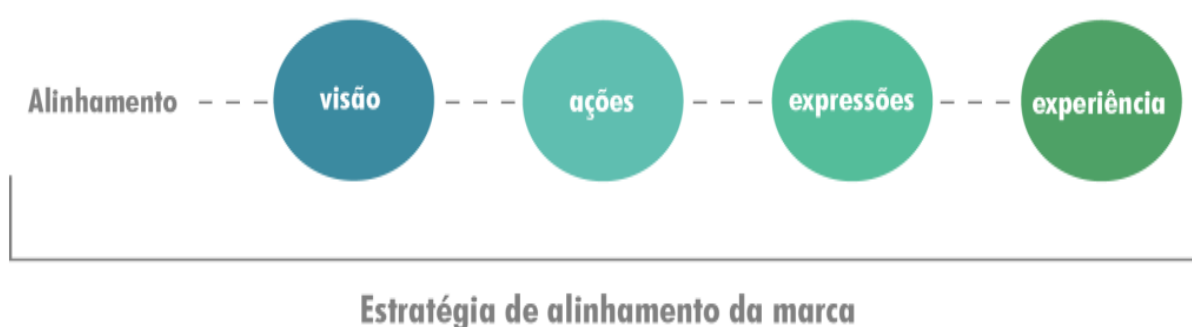 Alinhamento visão ações expressões experiência
Estratégia de alinhamento da marca